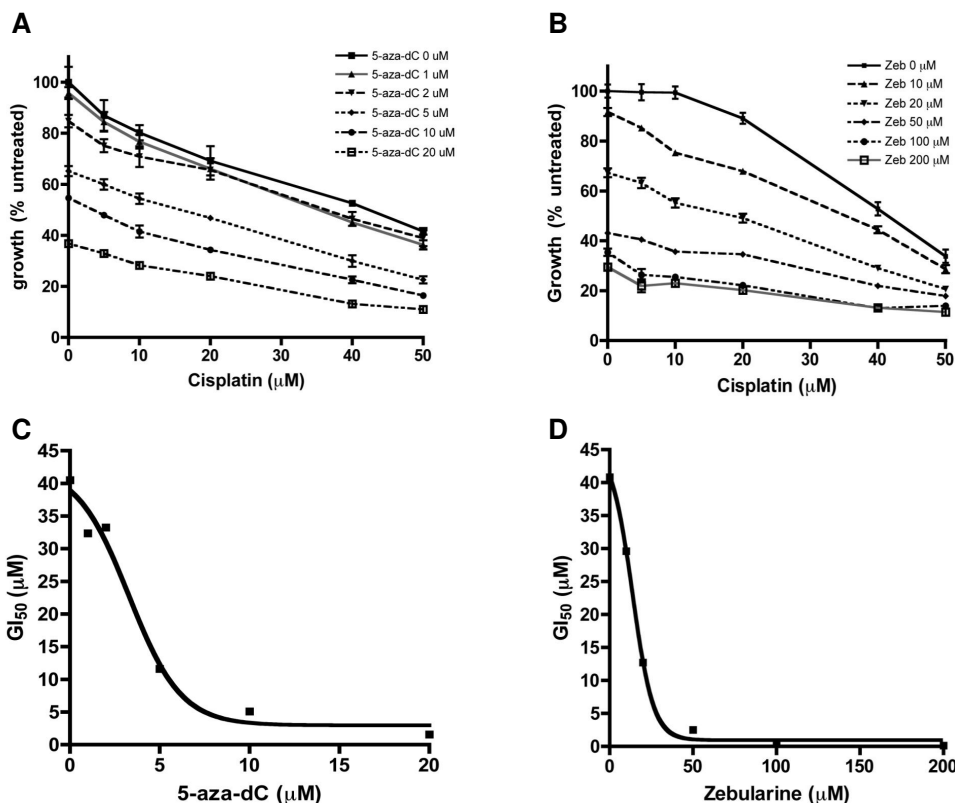 A
5-aza-dC 0 uM
5-aza-dC 1 uM
5-aza-dC 2 uM
5-aza-dC 5 uM
5-aza-dC 10 uM
5-aza-dC 20 uM
growth (% untreated)
100
80
60
40
20
0
0 10 20 30 40 50
Cisplatin (μM)
B
Zeb 0 μM
Zeb 10 μM
Zeb 20 μM
Zeb 50 μM
Zeb 100 μM
Zeb 200 μM
Growth (% untreated)
100
80
60
40
20
0
0 10 20 30 40 50
Cisplatin (μM)
C
GI50 (μM)
45
40
35
30
25
20
15
10
5
0
0 5 10 15 20
5-aza-dC (μM)
D
GI50 (μM)
45
40
35
30
25
20
15
10
5
0
0 50 100 150 200
Zebularine (μM)